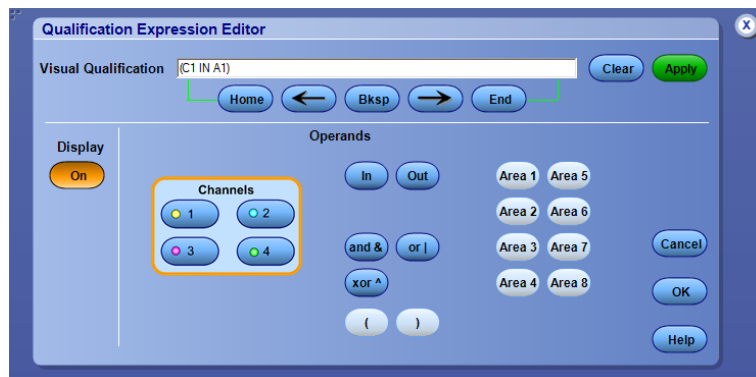 Qualification Expression Editor
X
Visual Qualification (C1 IN A1) Clear Apply
Home Bksp End
Display
On
Operands
Channels
1 2
3 4
In Out
and & or |
xor ^
( )
Area 1 Area 5
Area 2 Area 6
Area 3 Area 7
Area 4 Area 8
Cancel
OK
Help